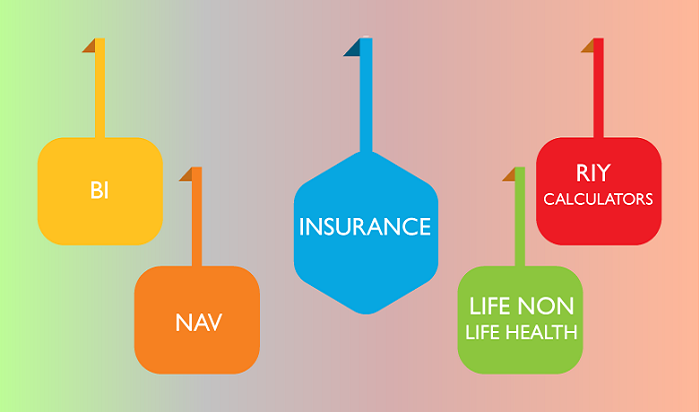 BI
NAV
INSURANCE
LIFE NON
LIFE HEALTH
RIY
CALCULATORS